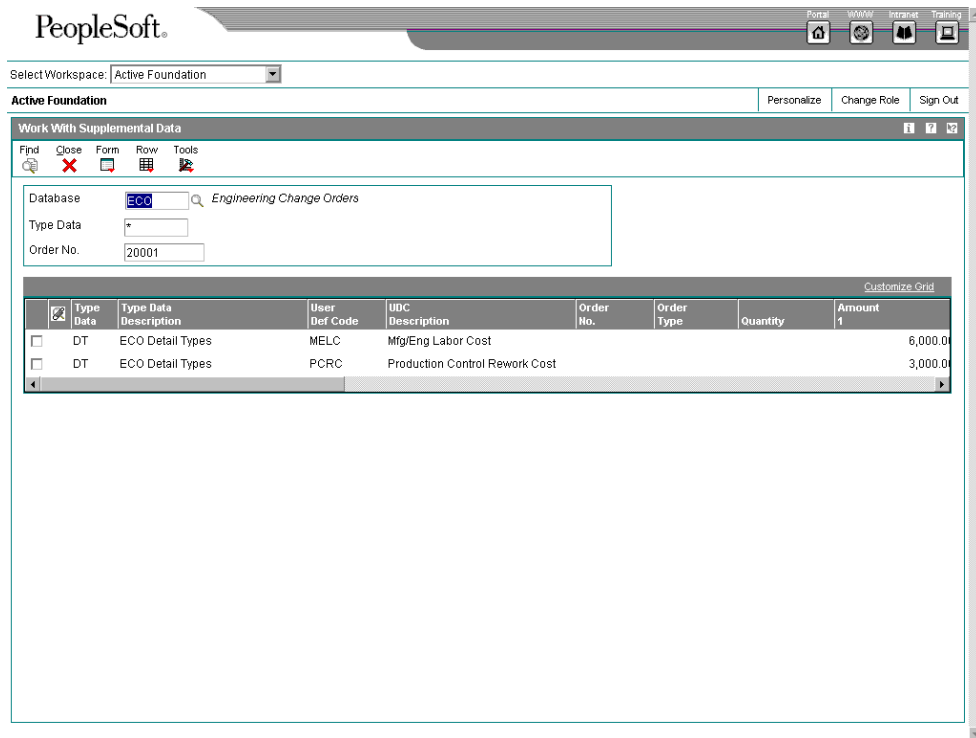 PeopleSoft.
Portal WWW Intranet Training
Select Workspace: Active Foundation
Active Foundation Personalize Change Role Sign Out
Work With Supplemental Data i ?
Find Close Form Row Tools
Database ECO Engineering Change Orders
Type Data *
Order No. 20001
Customize Grid
Type Data Type Data Description User Def Code UDC Description Order No. Order Type Quantity Amount 1
DT ECO Detail Types MELC Mfg/Eng Labor Cost 6,000.0
DT ECO Detail Types PCRC Production Control Rework Cost 3,000.0